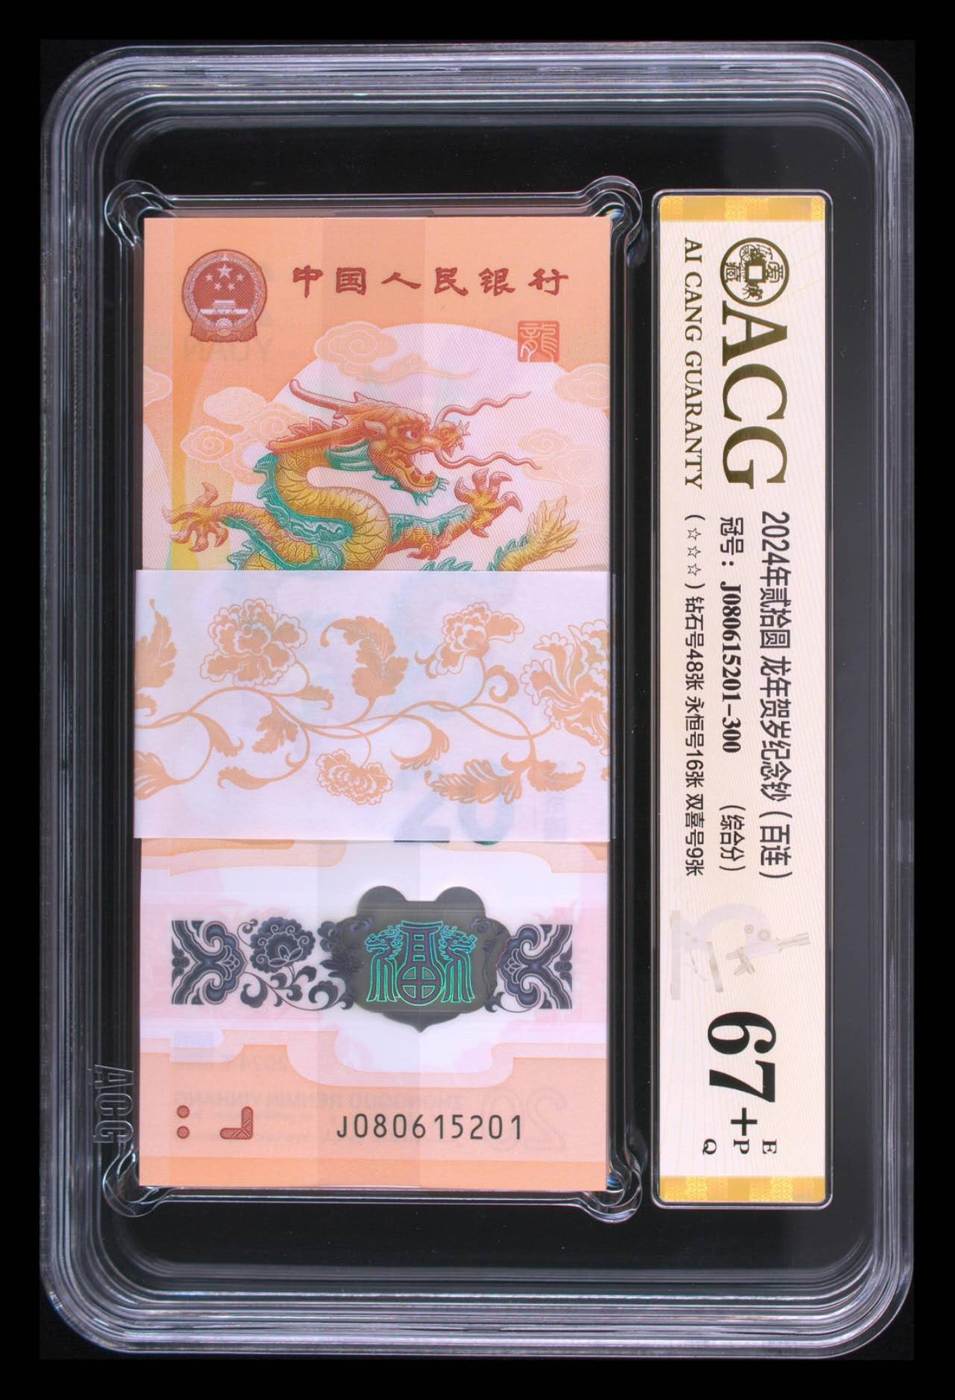 中国人民银行
龍
20
J080615201
ACG
ACG
AI CANG GUARANTY
2024年贰拾圆 龙年贺岁纪念钞 (百连)
冠号: J080615201-300 (综合分)
(☆☆☆) 钻石号48张 永恒号16张 双喜号9张
67+
E
P
Q